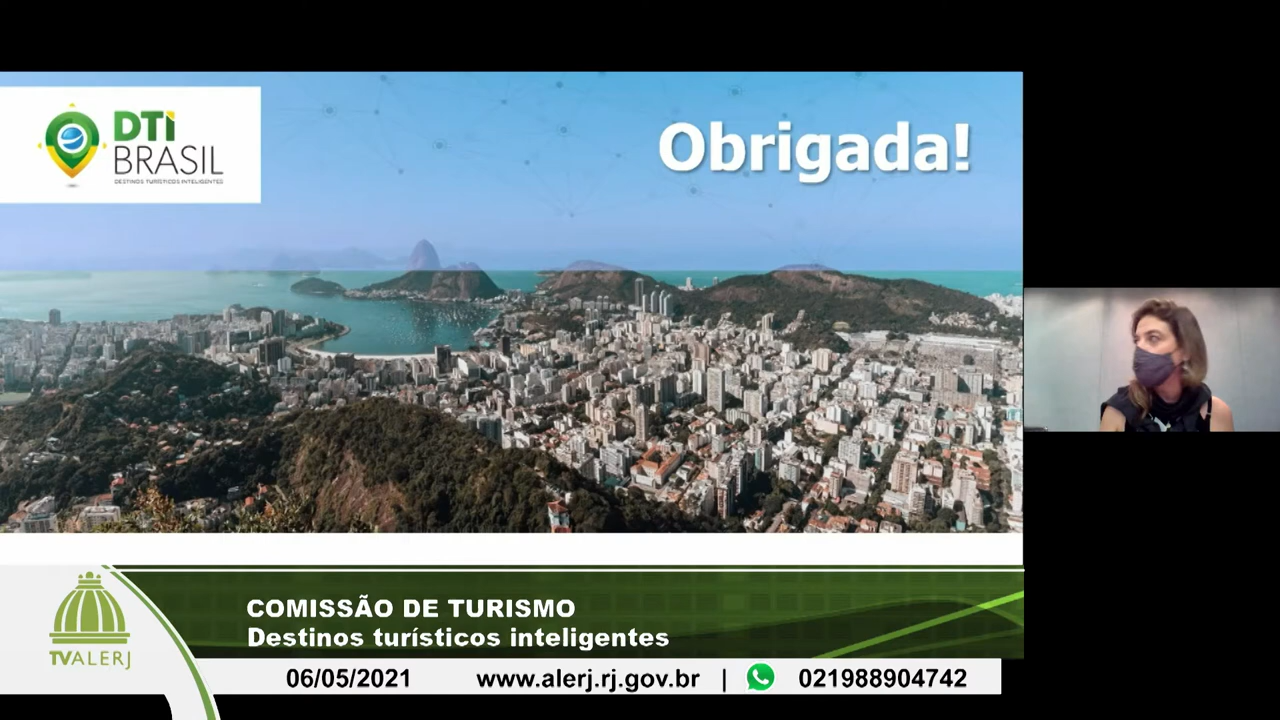 DTI
BRASIL
DESTINOS TURÍSTICOS INTELIGENTES
Obrigada!
COMISSÃO DE TURISMO
Destinos turísticos inteligentes
TVALERJ
06/05/2021 www.alerj.rj.gov.br | 021988904742